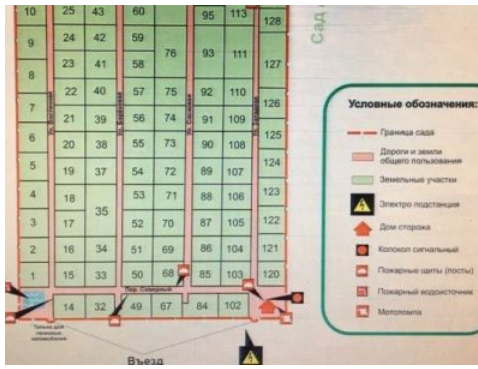 10 25 43 60 95 113 128
9 24 42 59 76 93 111 127
8 23 41 58
7 22 40 57 75 92 110 126
6 21 39 56 74 91 109 125
5 20 38 55 73 90 108 124
4 19 37 54 72 89 107 123
3 18 35 53 71 88 106 122
17 52 70 87 105
2 16 34 51 69 86 104 121
1 15 33 50 68 85 103 120
Пер. Северный
14 32 49 67 84 102
Только для
легковых
Въезд
Сад
Условные обозначения:
Граница сада
Дороги и земли
общего пользования
Земельные участки
Электро подстанция
Дом сторожа
Колокол сигнальный
Пожарные щиты (посты)
Пожарный водоисточник
Мотопомпа